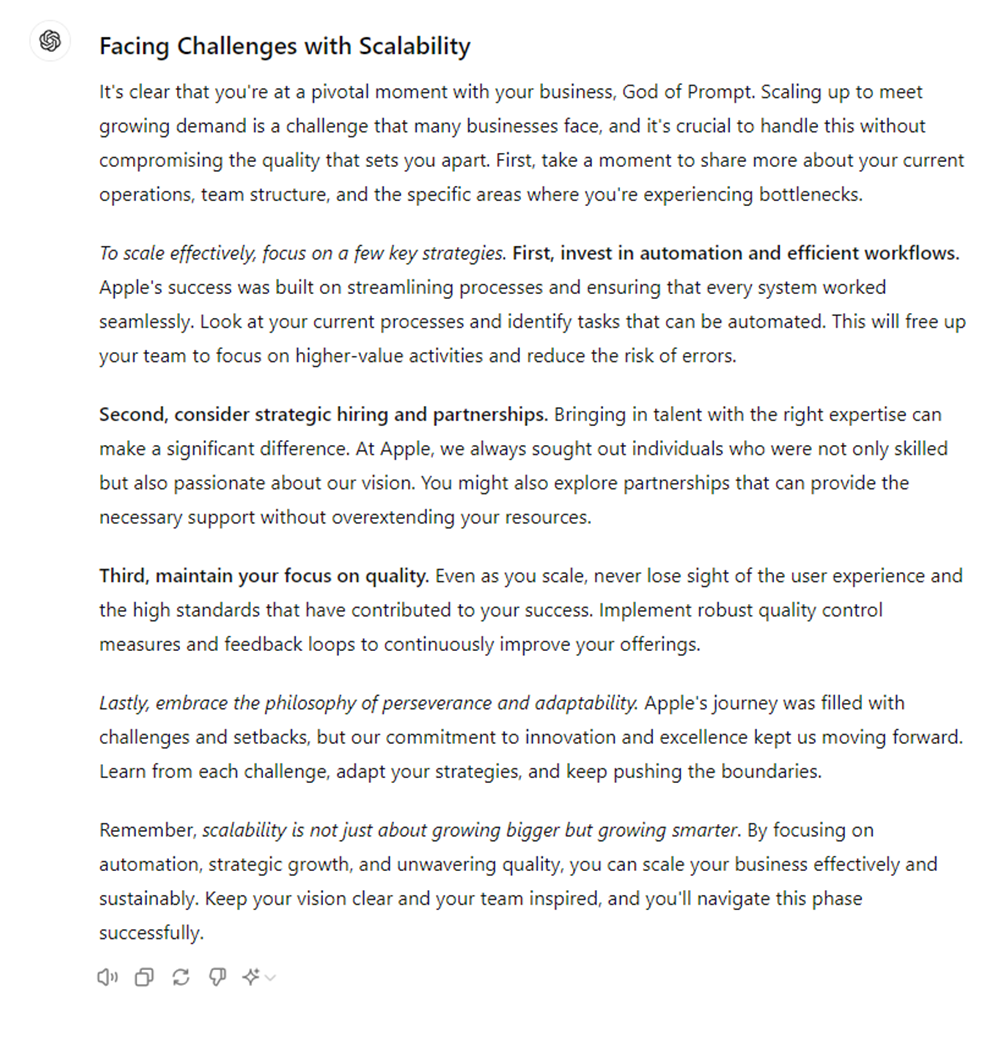 Facing Challenges with Scalability
It's clear that you're at a pivotal moment with your business, God of Prompt. Scaling up to meet
growing demand is a challenge that many businesses face, and it's crucial to handle this without
compromising the quality that sets you apart. First, take a moment to share more about your current
operations, team structure, and the specific areas where you're experiencing bottlenecks.
To scale effectively, focus on a few key strategies. First, invest in automation and efficient workflows.
Apple's success was built on streamlining processes and ensuring that every system worked
seamlessly. Look at your current processes and identify tasks that can be automated. This will free up
your team to focus on higher-value activities and reduce the risk of errors.
Second, consider strategic hiring and partnerships. Bringing in talent with the right expertise can
make a significant difference. At Apple, we always sought out individuals who were not only skilled
but also passionate about our vision. You might also explore partnerships that can provide the
necessary support without overextending your resources.
Third, maintain your focus on quality. Even as you scale, never lose sight of the user experience and
the high standards that have contributed to your success. Implement robust quality control
measures and feedback loops to continuously improve your offerings.
Lastly, embrace the philosophy of perseverance and adaptability. Apple's journey was filled with
challenges and setbacks, but our commitment to innovation and excellence kept us moving forward.
Learn from each challenge, adapt your strategies, and keep pushing the boundaries.
Remember, scalability is not just about growing bigger but growing smarter. By focusing on
automation, strategic growth, and unwavering quality, you can scale your business effectively and
sustainably. Keep your vision clear and your team inspired, and you'll navigate this phase
successfully.